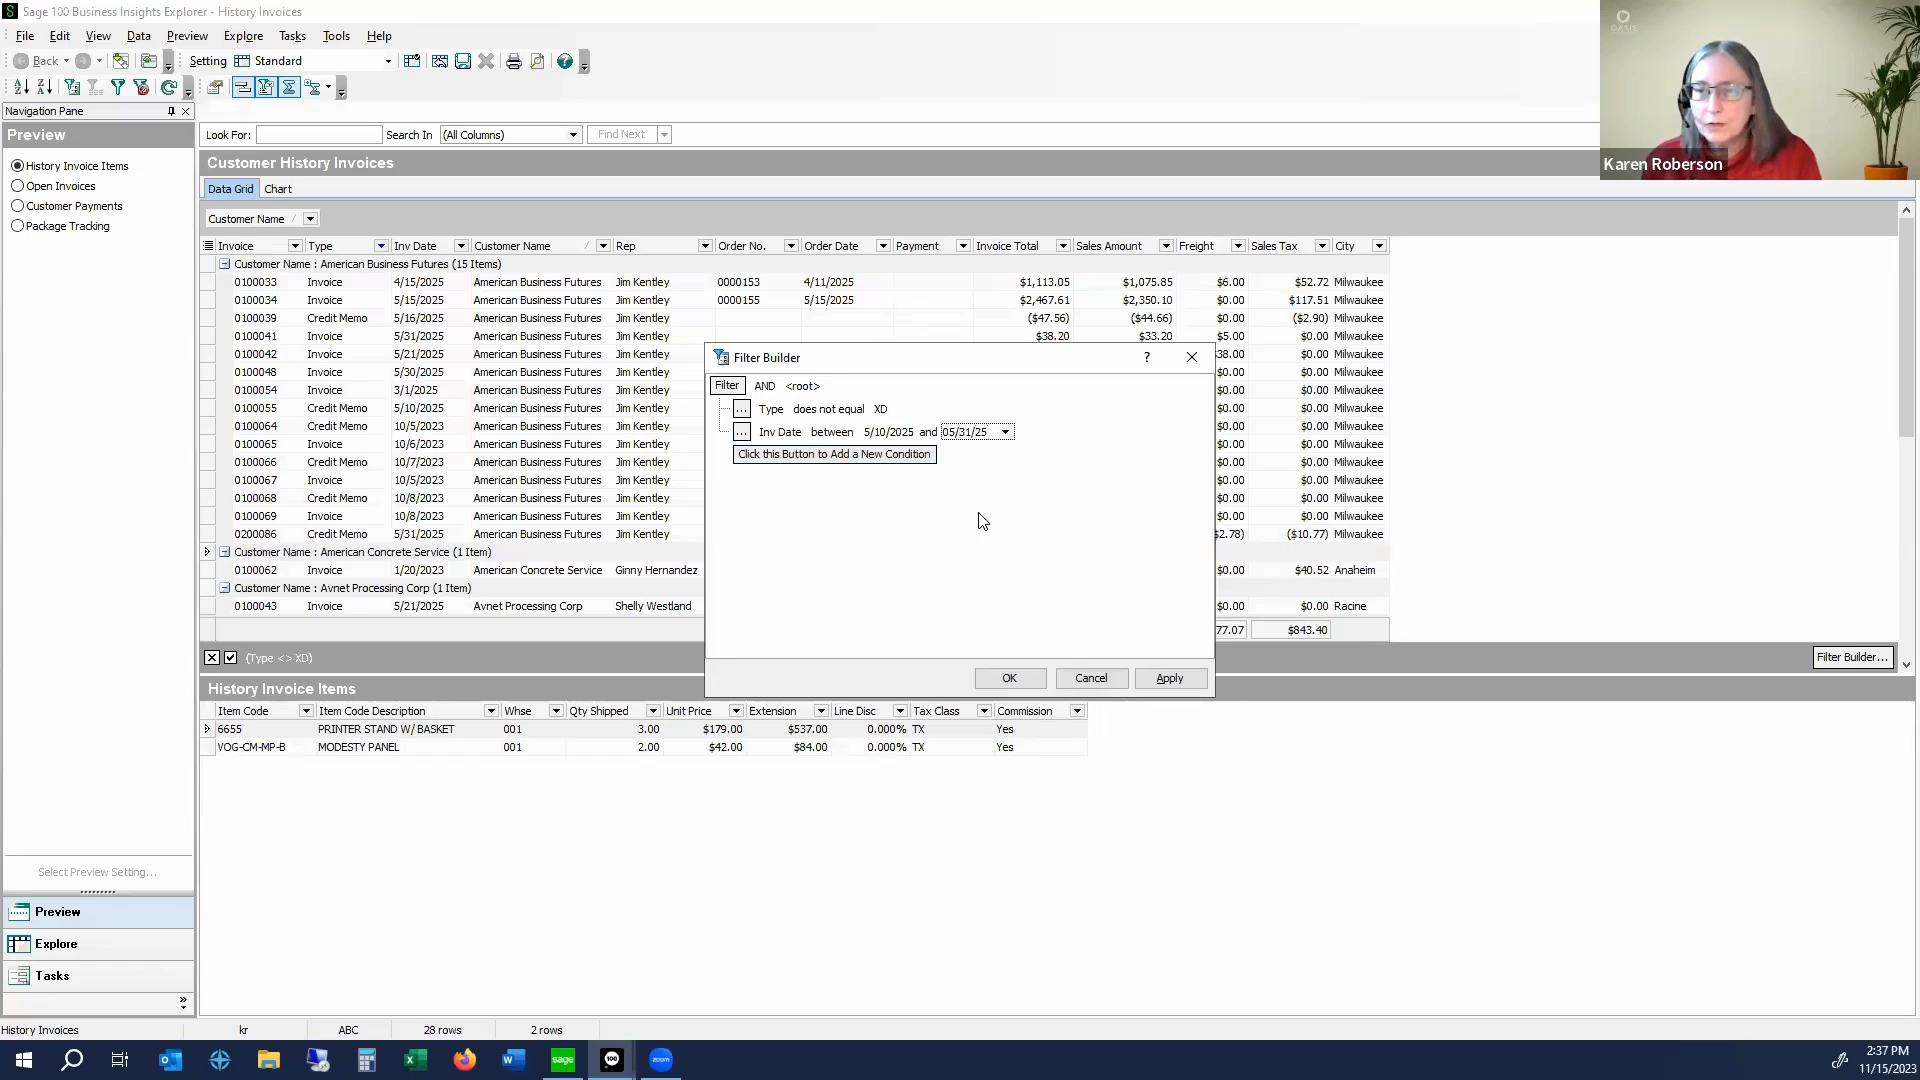 Sage 100 Business Insights Explorer - History Invoices
File Edit View Data Preview Explore Tasks Tools Help
Back Setting Standard
Navigation Pane
Preview
Look For: Search In (All Columns) Find Next
History Invoice Items
Open Invoices
Customer Payments
Package Tracking
Customer History Invoices
Data Grid Chart
Customer Name
Invoice Type Inv Date Customer Name Rep Order No. Order Date Payment Invoice Total Sales Amount Freight Sales Tax City
Customer Name : American Business Futures (15 Items)
0100033 Invoice 4/15/2025 American Business Futures Jim Kentley 0000153 4/11/2025 $1,113.05 $1,075.85 $6.00 $52.72 Milwaukee
0100034 Invoice 5/15/2025 American Business Futures Jim Kentley 0000155 5/15/2025 $2,467.61 $2,350.10 $0.00 $117.51 Milwaukee
0100039 Credit Memo 5/16/2025 American Business Futures Jim Kentley ($47.56) ($44.66) $0.00 ($2.90) Milwaukee
0100041 Invoice 5/31/2025 American Business Futures Jim Kentley $38.20 $33.20 $5.00 $0.00 Milwaukee
0100042 Invoice 5/21/2025 American Business Futures Jim Kentley $38.00 $0.00 Milwaukee
0100048 Invoice 5/30/2025 American Business Futures Jim Kentley $0.00 $0.00 Milwaukee
0100054 Invoice 3/1/2025 American Business Futures Jim Kentley $0.00 $0.00 Milwaukee
0100055 Credit Memo 5/10/2025 American Business Futures Jim Kentley $0.00 $0.00 Milwaukee
0100064 Credit Memo 10/5/2023 American Business Futures Jim Kentley $0.00 $0.00 Milwaukee
0100065 Invoice 10/6/2023 American Business Futures Jim Kentley $0.00 $0.00 Milwaukee
0100066 Credit Memo 10/7/2023 American Business Futures Jim Kentley $0.00 $0.00 Milwaukee
0100067 Invoice 10/5/2023 American Business Futures Jim Kentley $0.00 $0.00 Milwaukee
0100068 Credit Memo 10/8/2023 American Business Futures Jim Kentley $0.00 $0.00 Milwaukee
0100069 Invoice 10/8/2023 American Business Futures Jim Kentley $0.00 $0.00 Milwaukee
0200086 Credit Memo 5/31/2025 American Business Futures Jim Kentley $2.78) ($10.77) Milwaukee
Customer Name : American Concrete Service (1 Item)
0100062 Invoice 1/20/2023 American Concrete Service Ginny Hernandez $0.00 $40.52 Anaheim
Customer Name : Avnet Processing Corp (1 Item)
0100043 Invoice 5/21/2025 Avnet Processing Corp Shelly Westland $0.00 $0.00 Racine
77.07 $843.40
(Type <> XD) Filter Builder...
Filter Builder
Filter AND <root>
... Type does not equal XD
... Inv Date between 5/10/2025 and 05/31/25
Click this Button to Add a New Condition
OK Cancel Apply
History Invoice Items
Item Code Item Code Description Whse Qty Shipped Unit Price Extension Line Disc Tax Class Commission
6655 PRINTER STAND W/ BASKET 001 3.00 $179.00 $537.00 0.000% TX Yes
VOG-CM-MP-B MODESTY PANEL 001 2.00 $42.00 $84.00 0.000% TX Yes
Select Preview Setting...
Preview
Explore
Tasks
History Invoices kr ABC 28 rows 2 rows
Karen Roberson
sage 100 zoom
2:37 PM
11/15/2023